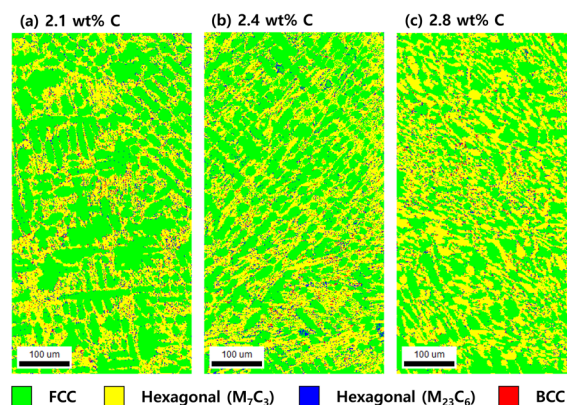 (a) 2.1 wt% C
(b) 2.4 wt% C
(c) 2.8 wt% C
100 um
100 um
100 um
FCC
Hexagonal (M₇C₃)
Hexagonal (M₂₃C₆)
BCC